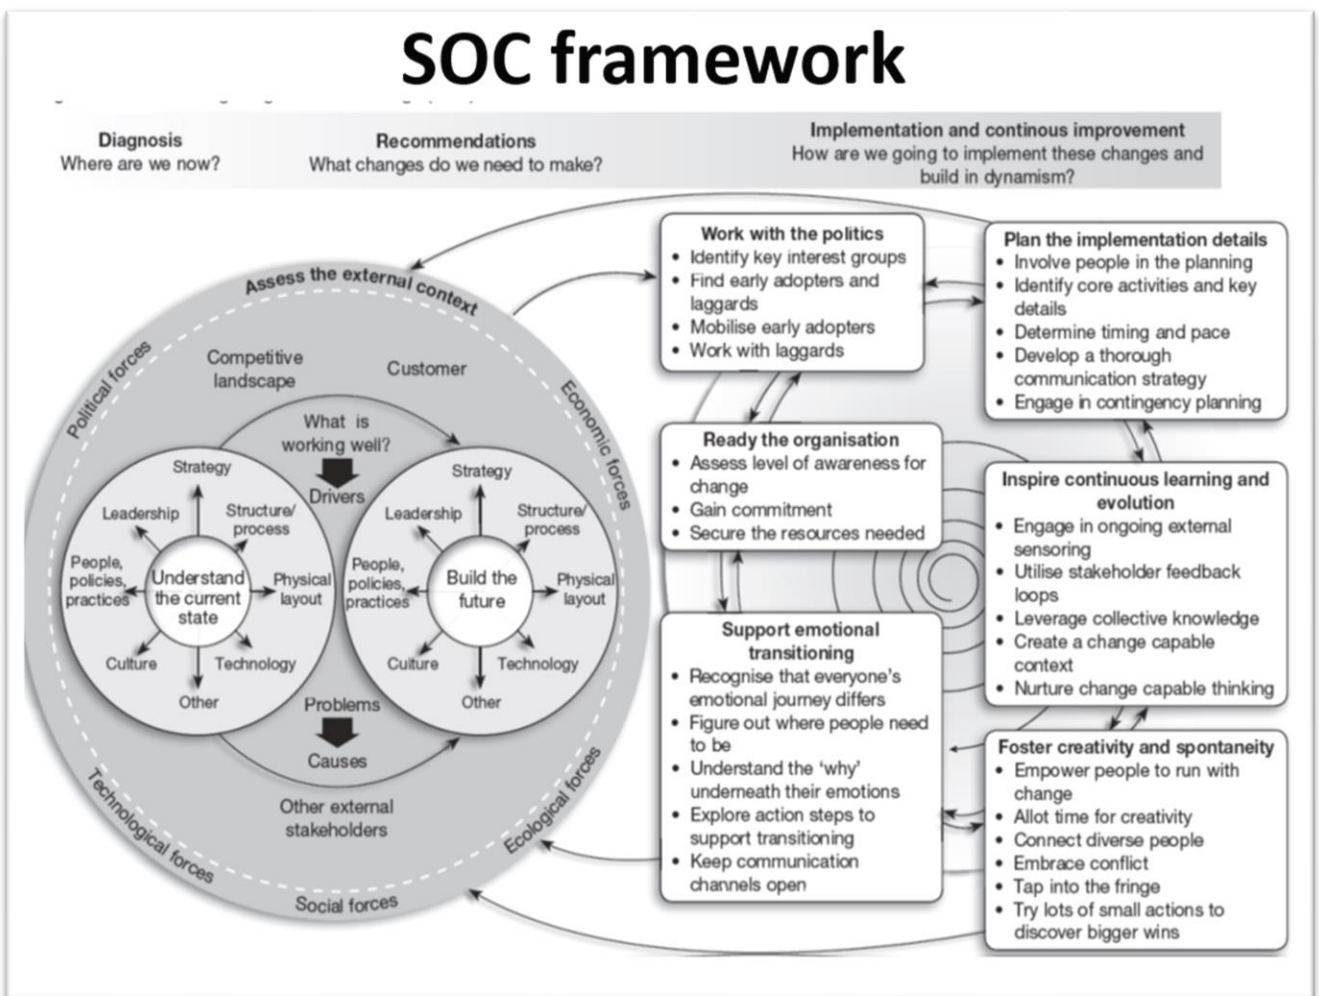 SOC framework
Diagnosis
Where are we now?
Recommendations
What changes do we need to make?
Implementation and continous improvement
How are we going to implement these changes and
build in dynamism?
Assess the external context
Political forces
Economic forces
Technological forces
Ecological forces
Social forces
Competitive
landscape
Customer
What is
working well?
Drivers
Strategy
Leadership
Structure/
process
People,
policies,
practices
Understand
the current
state
Physical
layout
Culture
Technology
Other
Strategy
Leadership
Structure/
process
People,
policies,
practices
Build the
future
Physical
layout
Culture
Technology
Other
Problems
Causes
Other external
stakeholders
Work with the politics
• Identify key interest groups
• Find early adopters and
laggards
• Mobilise early adopters
• Work with laggards
Ready the organisation
• Assess level of awareness for
change
• Gain commitment
• Secure the resources needed
Support emotional
transitioning
• Recognise that everyone's
emotional journey differs
• Figure out where people need
to be
• Understand the 'why'
underneath their emotions
• Explore action steps to
support transitioning
• Keep communication
channels open
Plan the implementation details
• Involve people in the planning
• Identify core activities and key
details
• Determine timing and pace
• Develop a thorough
communication strategy
• Engage in contingency planning
Inspire continuous learning and
evolution
• Engage in ongoing external
sensoring
• Utilise stakeholder feedback
loops
• Leverage collective knowledge
• Create a change capable
context
• Nurture change capable thinking
Foster creativity and spontaneity
• Empower people to run with
change
• Allot time for creativity
• Connect diverse people
• Embrace conflict
• Tap into the fringe
• Try lots of small actions to
discover bigger wins